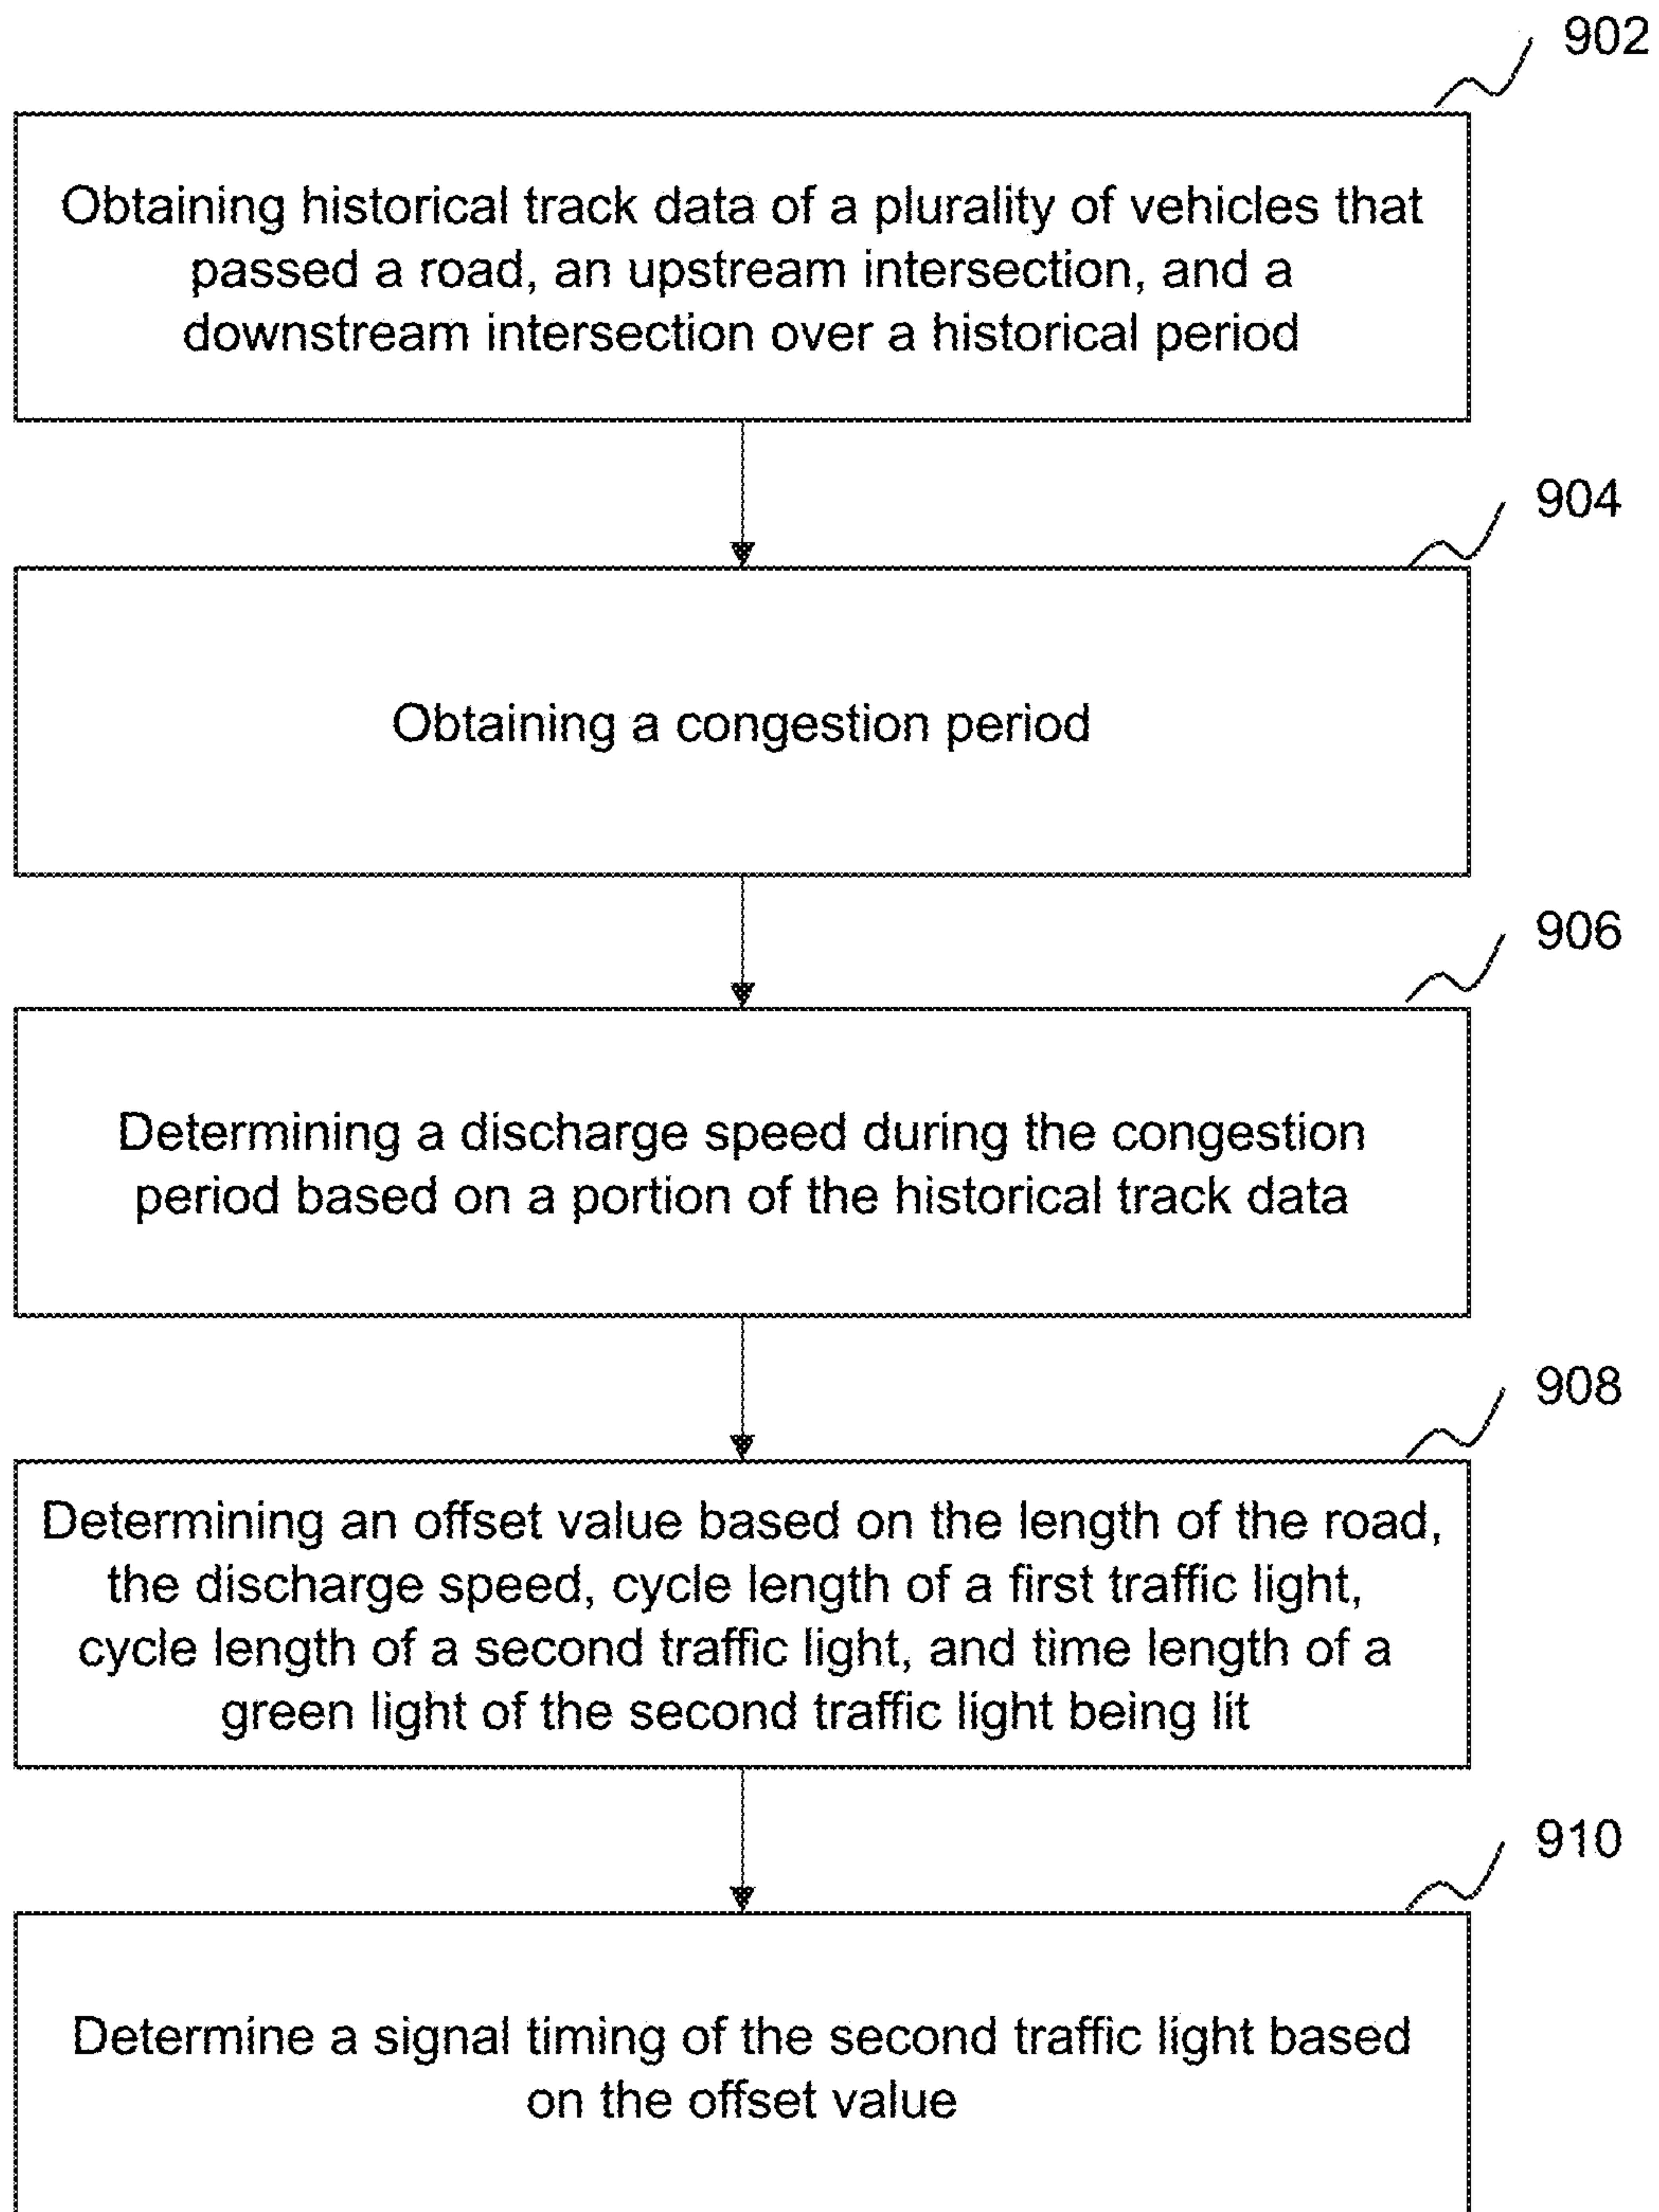 902
Obtaining historical track data of a plurality of vehicles that
passed a road, an upstream intersection, and a
downstream intersection over a historical period
904
Obtaining a congestion period
906
Determining a discharge speed during the congestion
period based on a portion of the historical track data
908
Determining an offset value based on the length of the road,
the discharge speed, cycle length of a first traffic light,
cycle length of a second traffic light, and time length of a
green light of the second traffic light being lit
910
Determine a signal timing of the second traffic light based
on the offset value